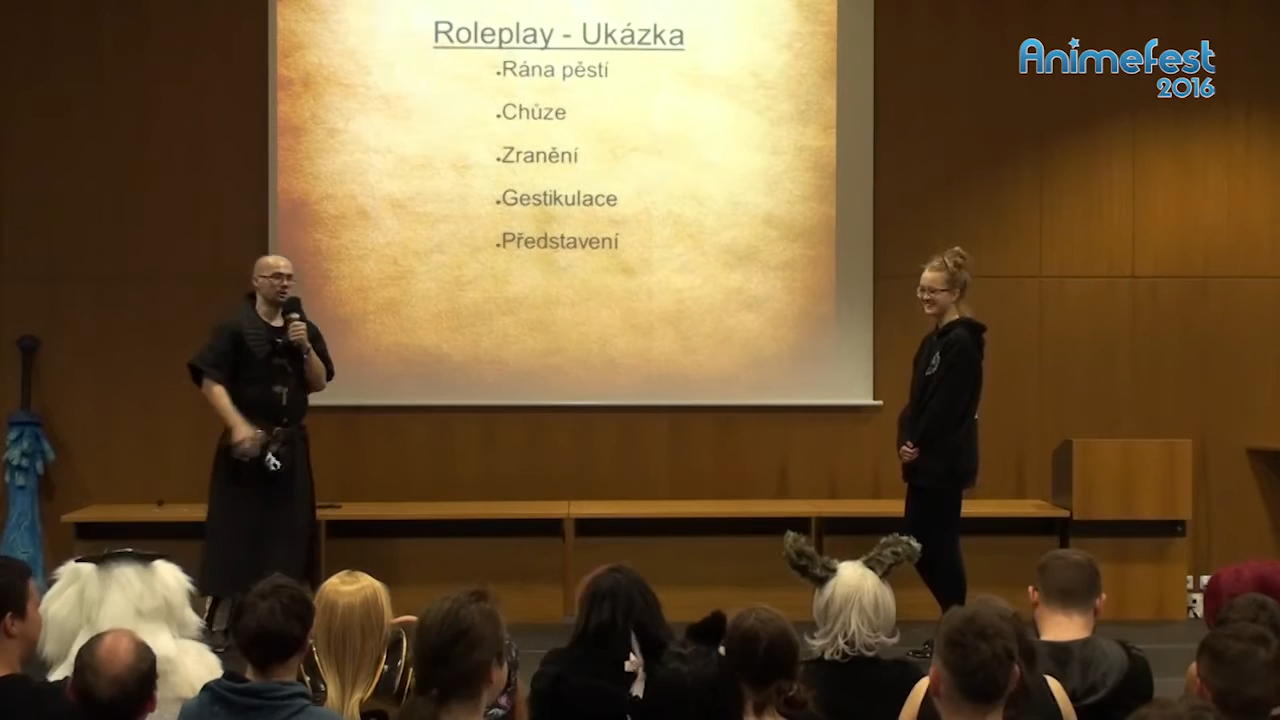 Roleplay - Ukázka
•Rána pěstí
•Chůze
•Zranění
•Gestikulace
•Představení
Animefest
2016